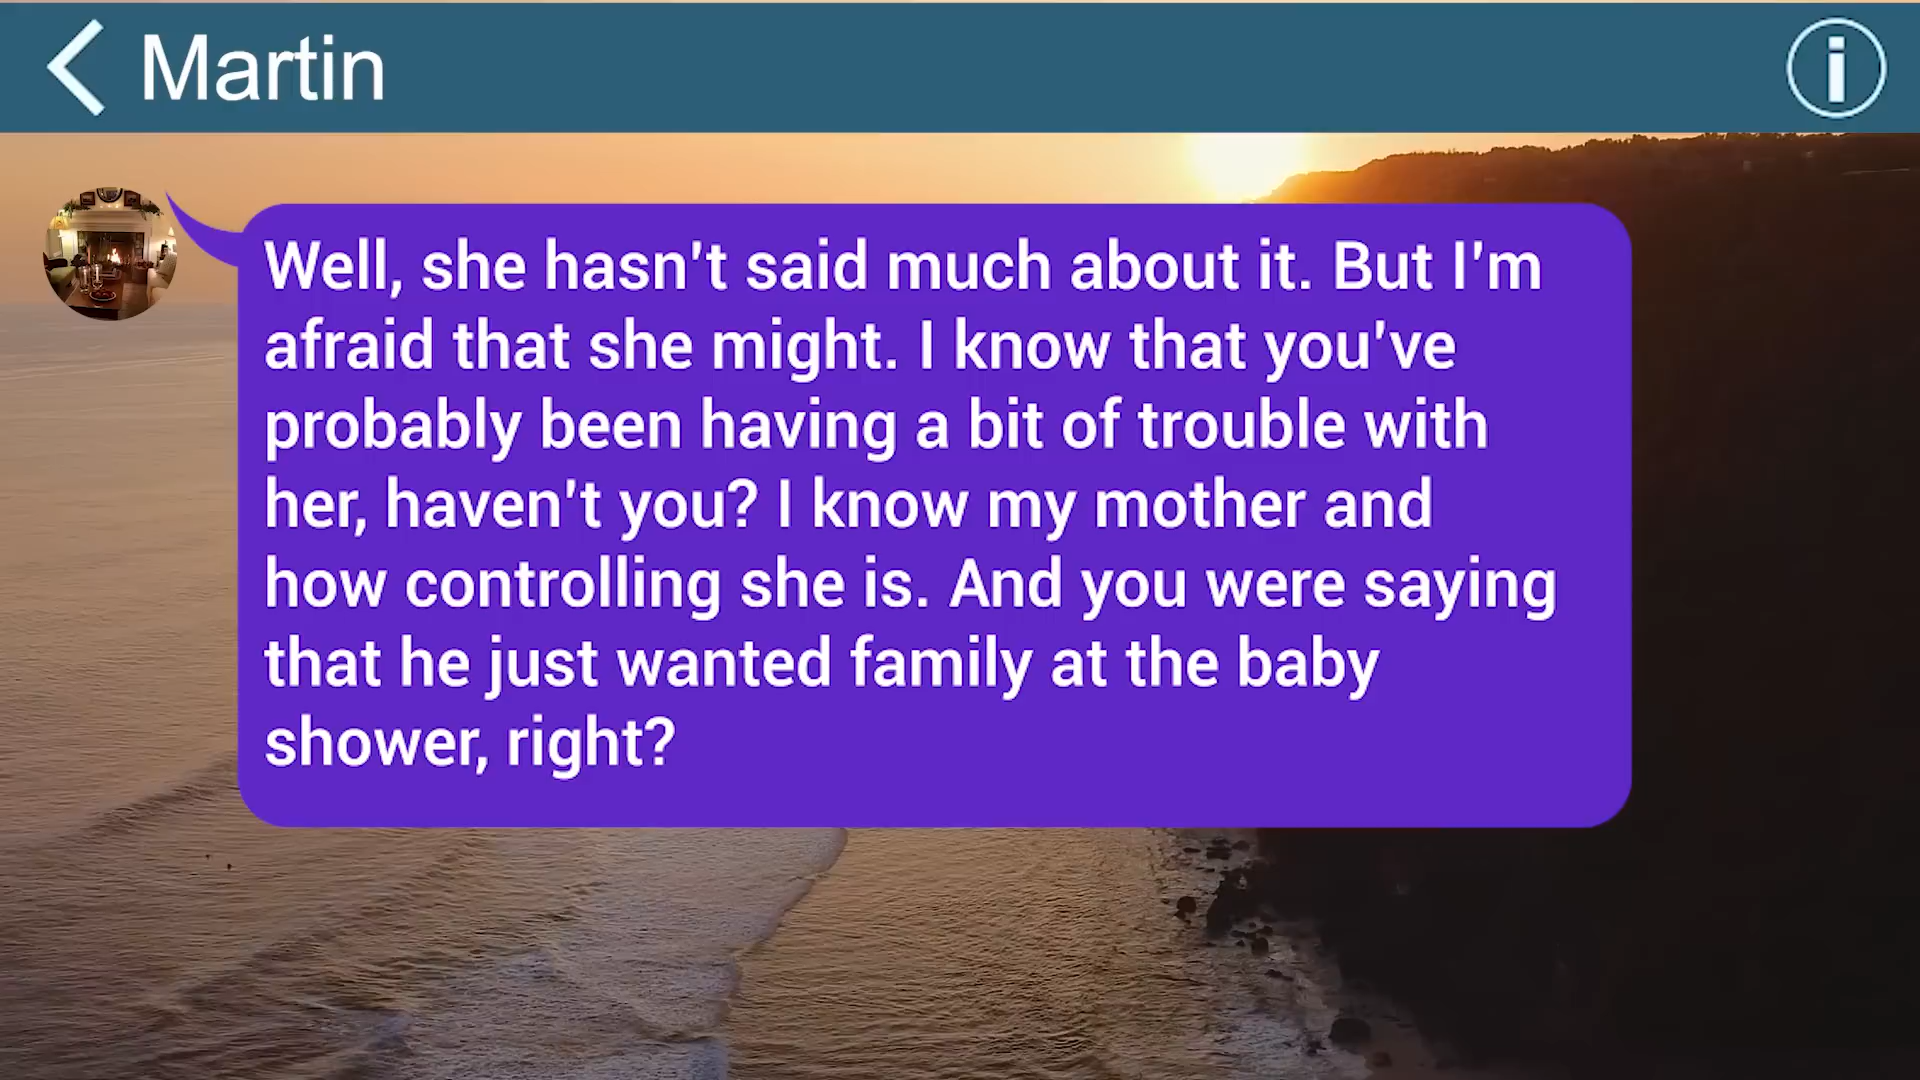 Martin
Well, she hasn't said much about it. But I'm
afraid that she might. I know that you've
probably been having a bit of trouble with
her, haven't you? I know my mother and
how controlling she is. And you were saying
that he just wanted family at the baby
shower, right?